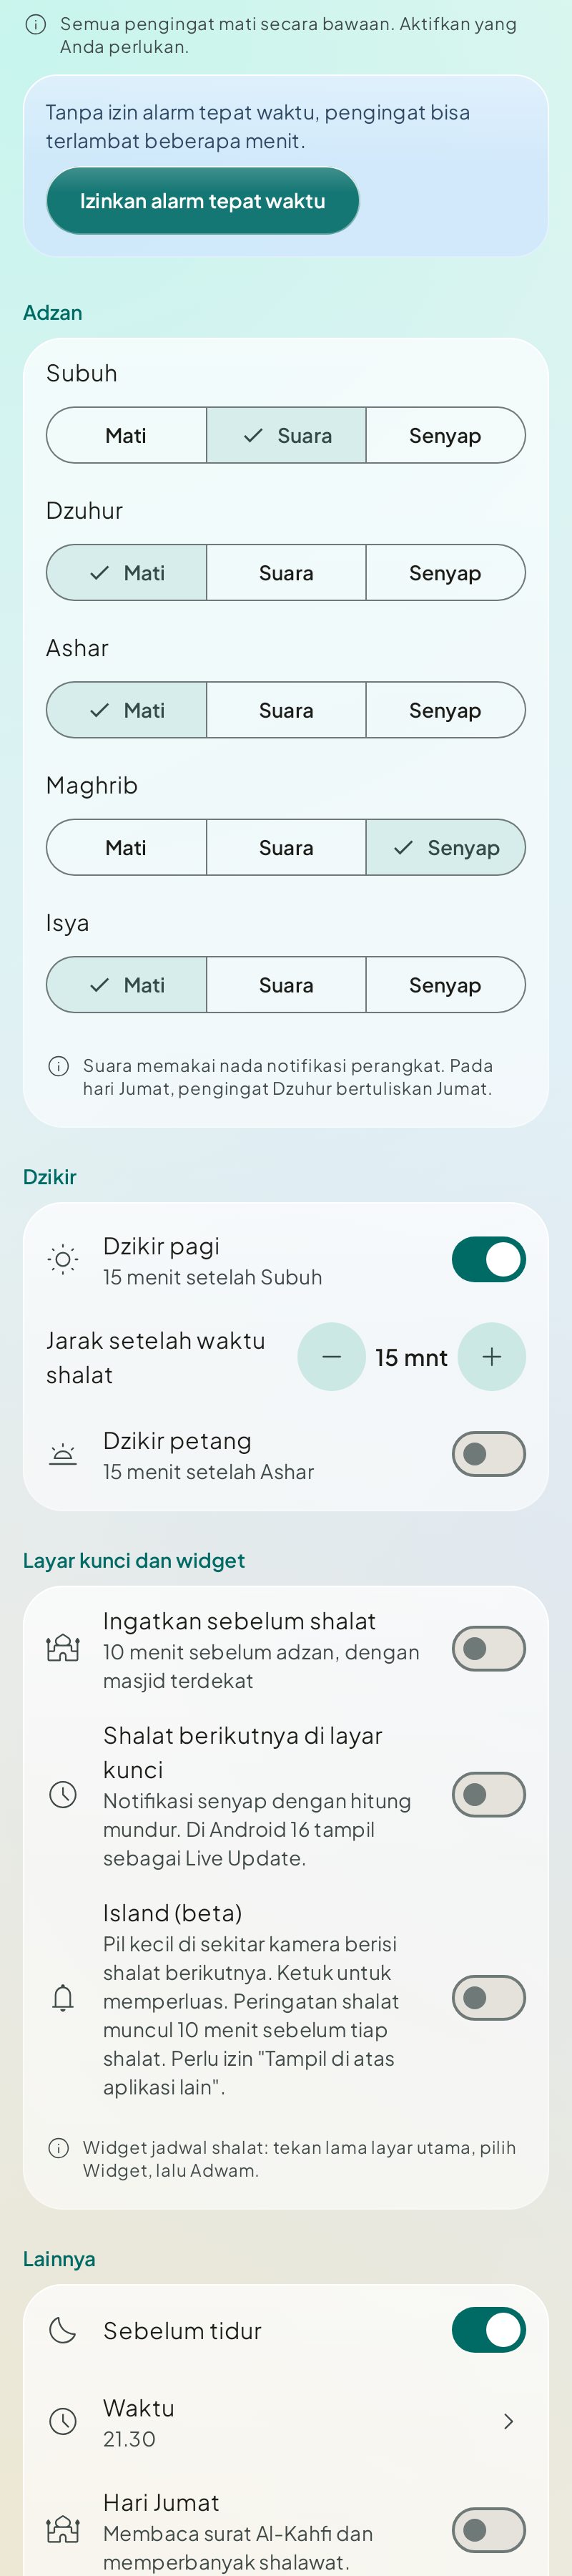 Semua pengingat mati secara bawaan. Aktifkan yang
Anda perlukan.
Tanpa izin alarm tepat waktu, pengingat bisa
terlambat beberapa menit.
Izinkan alarm tepat waktu
Adzan
Subuh
Mati
Suara
Senyap
Dzuhur
Mati
Suara
Senyap
Ashar
Mati
Suara
Senyap
Maghrib
Mati
Suara
Senyap
Isya
Mati
Suara
Senyap
Suara memakai nada notifikasi perangkat. Pada
hari Jumat, pengingat Dzuhur bertuliskan Jumat.
Dzikir
Dzikir pagi
15 menit setelah Subuh
Jarak setelah waktu
shalat
15 mnt
Dzikir petang
15 menit setelah Ashar
Layar kunci dan widget
Ingatkan sebelum shalat
10 menit sebelum adzan, dengan
masjid terdekat
Shalat berikutnya di layar
kunci
Notifikasi senyap dengan hitung
mundur. Di Android 16 tampil
sebagai Live Update.
Island (beta)
Pil kecil di sekitar kamera berisi
shalat berikutnya. Ketuk untuk
memperluas. Peringatan shalat
muncul 10 menit sebelum tiap
shalat. Perlu izin "Tampil di atas
aplikasi lain".
Widget jadwal shalat: tekan lama layar utama, pilih
Widget, lalu Adwam.
Lainnya
Sebelum tidur
Waktu
21.30
Hari Jumat
Membaca surat Al-Kahfi dan
memperbanyak shalawat.